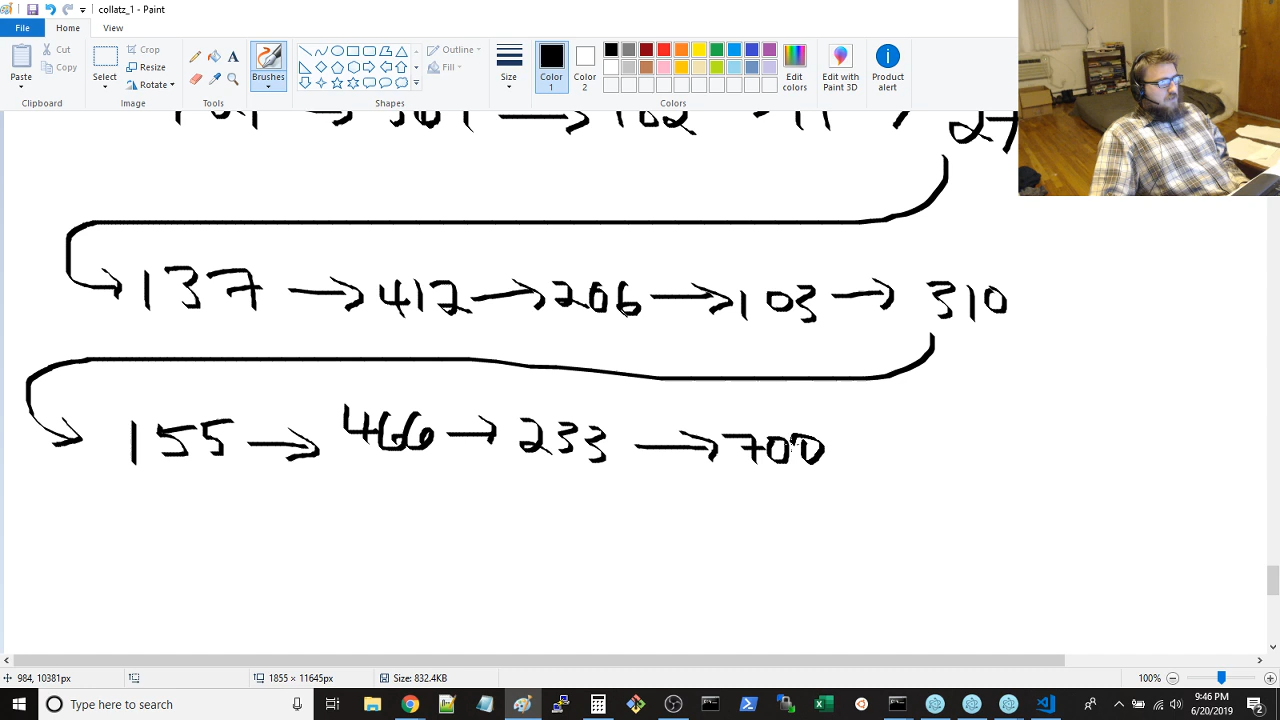 collatz_1 - Paint
File Home View
Cut Crop Outline Edit with Product
Copy Resize Fill
Paste Select Rotate Brushes Size Color Color Edit
1 2 colors Paint 3D alert
Clipboard Image Tools Shapes Colors
27
137 → 412 → 206 → 103 → 310
155 → 466 → 233 → 700
984, 10381px 1855 × 11645px Size: 832.4KB 100%
Type here to search 9:46 PM
6/20/2019 2